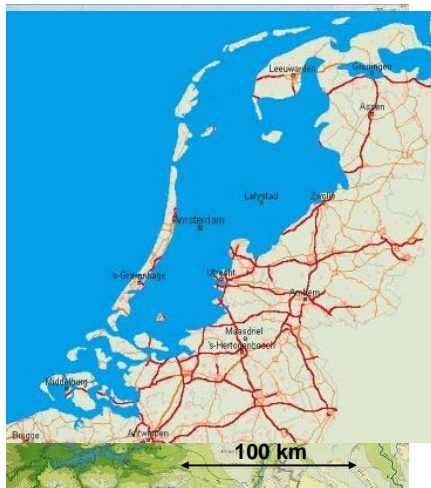 Leeuwarden
Groningen
Assen
Lelystad
Zwolle
Amsterdam
's-Gravenhage
Utrecht
Arnhem
Maasdriel
's-Hertogenbosch
Middelburg
Brugge
Antwerpen
100 km